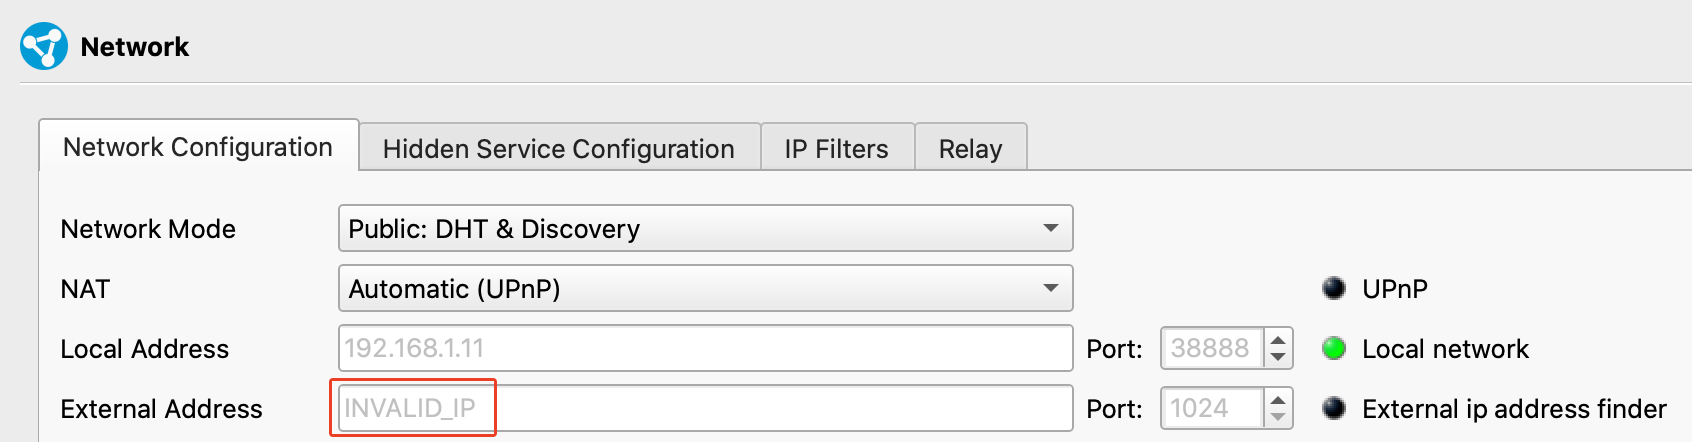 Network
Network Configuration Hidden Service Configuration IP Filters Relay
Network Mode Public: DHT & Discovery
NAT Automatic (UPnP) UPnP
Local Address 192.168.1.11 Port: 38888 Local network
External Address INVALID_IP Port: 1024 External ip address finder